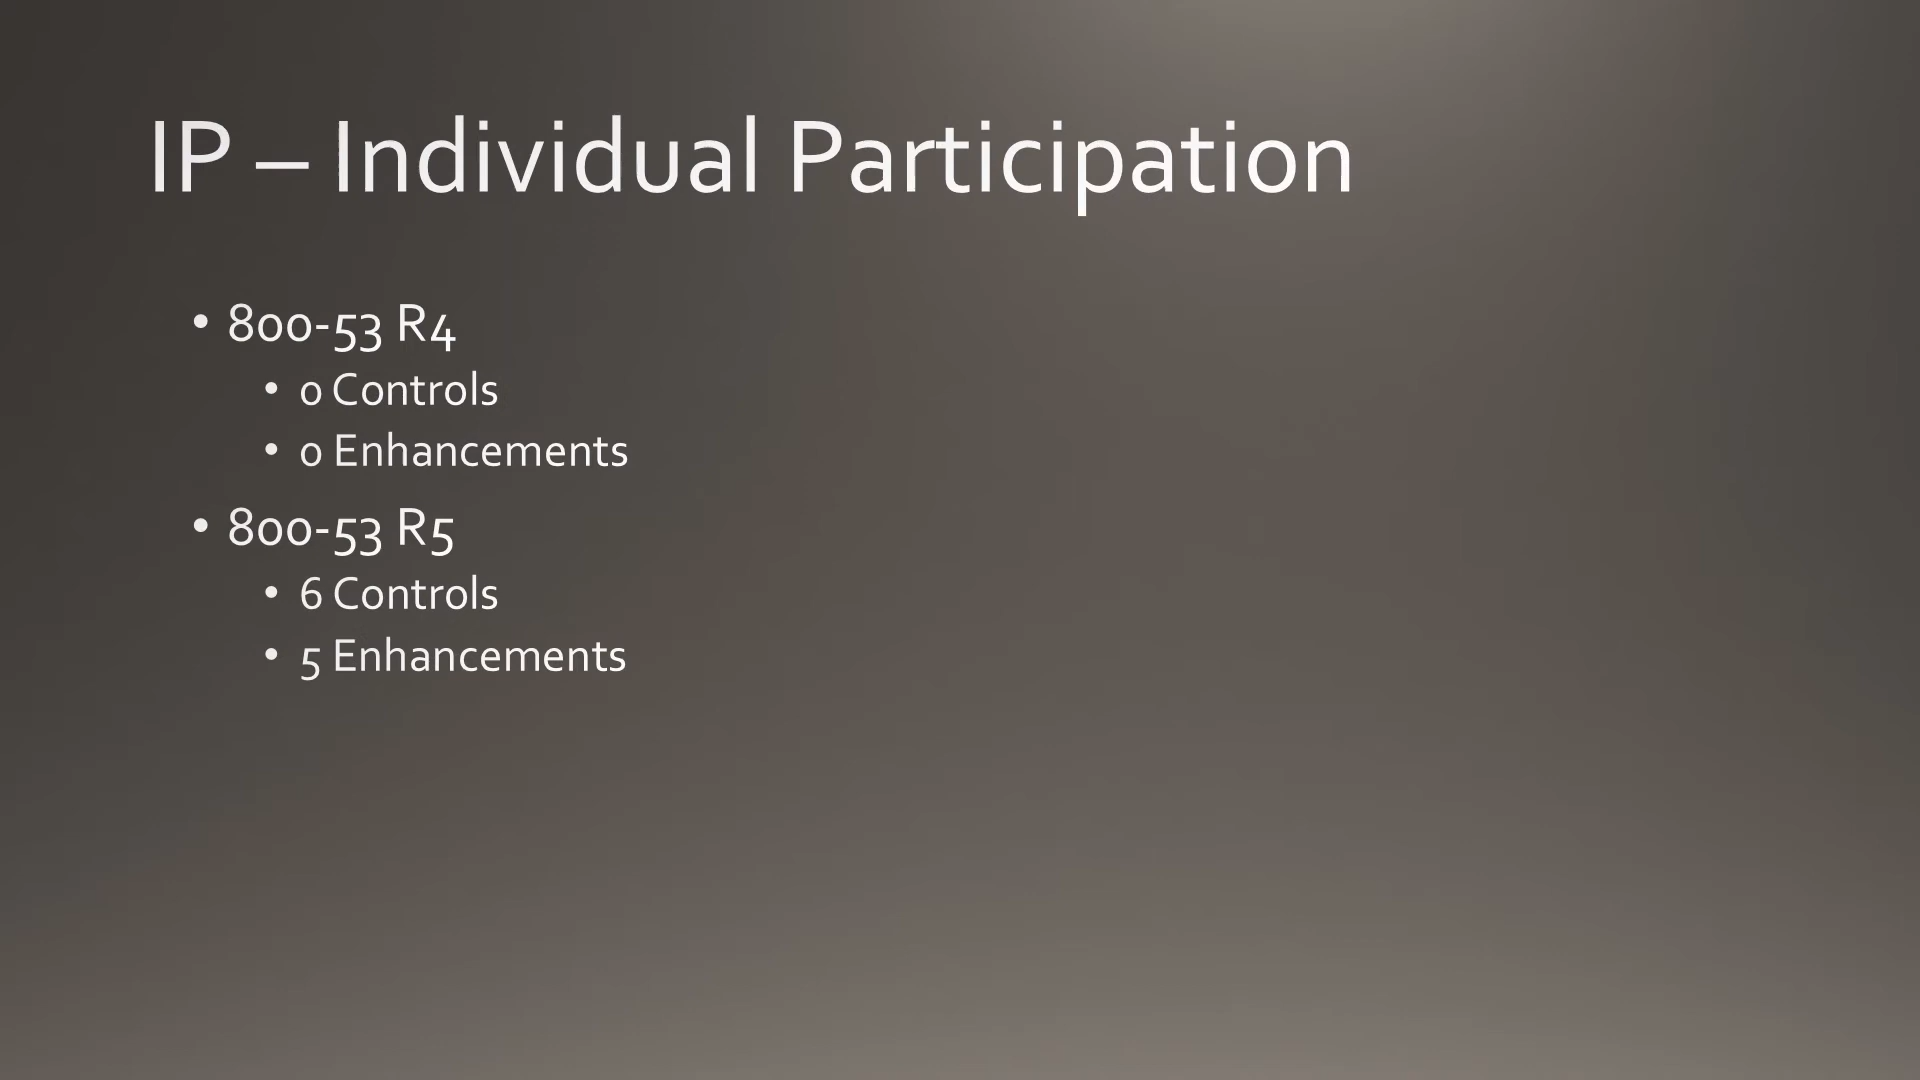 IP – Individual Participation
• 800-53 R4
• 0 Controls
• 0 Enhancements
• 800-53 R5
• 6 Controls
• 5 Enhancements